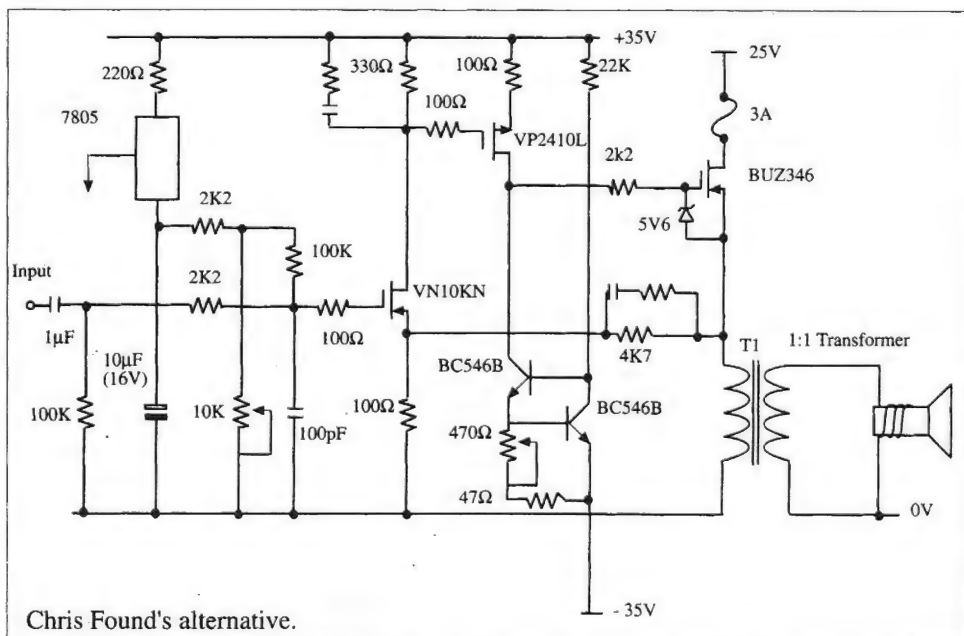 +35V
25V
220Ω
330Ω
100Ω
22K
3A
7805
100Ω
VP2410L
2k2
BUZ346
2K2
5V6
100K
Input
2K2
VN10KN
1µF
100Ω
4K7
T1
1:1 Transformer
10µF
(16V)
BC546B
BC546B
100K
10K
100pF
100Ω
470Ω
47Ω
0V
- 35V
Chris Found's alternative.